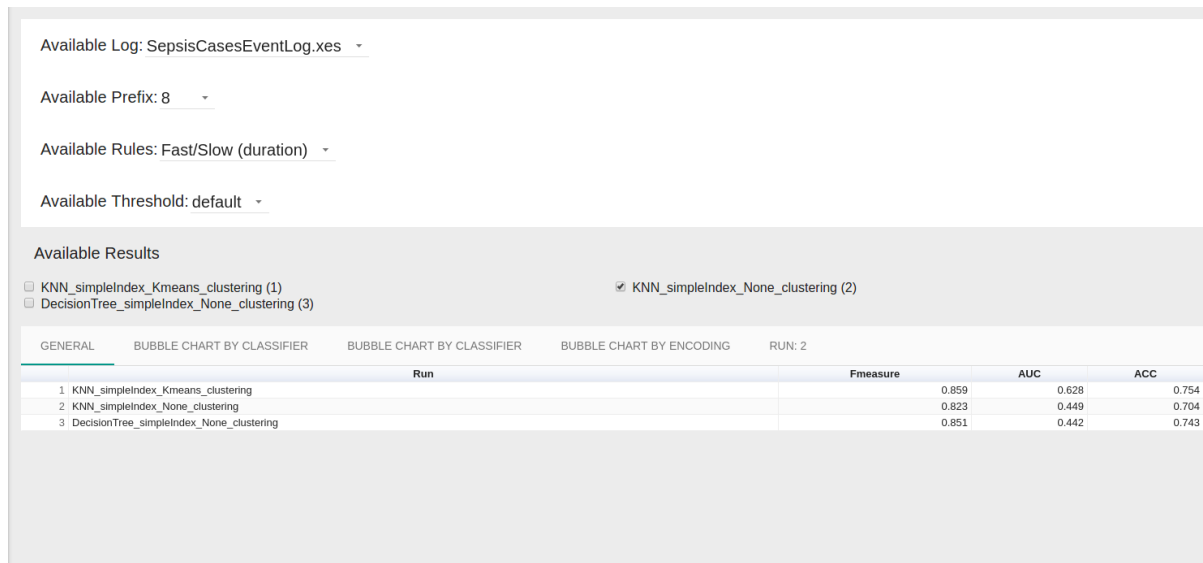 Available Log: SepsisCasesEventLog.xes
Available Prefix: 8
Available Rules: Fast/Slow (duration)
Available Threshold: default
Available Results
KNN_simpleIndex_Kmeans_clustering (1) KNN_simpleIndex_None_clustering (2)
DecisionTree_simpleIndex_None_clustering (3)
GENERAL BUBBLE CHART BY CLASSIFIER BUBBLE CHART BY CLASSIFIER BUBBLE CHART BY ENCODING RUN: 2
Run Fmeasure AUC ACC
1 KNN_simpleIndex_Kmeans_clustering 0.859 0.628 0.754
2 KNN_simpleIndex_None_clustering 0.823 0.449 0.704
3 DecisionTree_simpleIndex_None_clustering 0.851 0.442 0.743